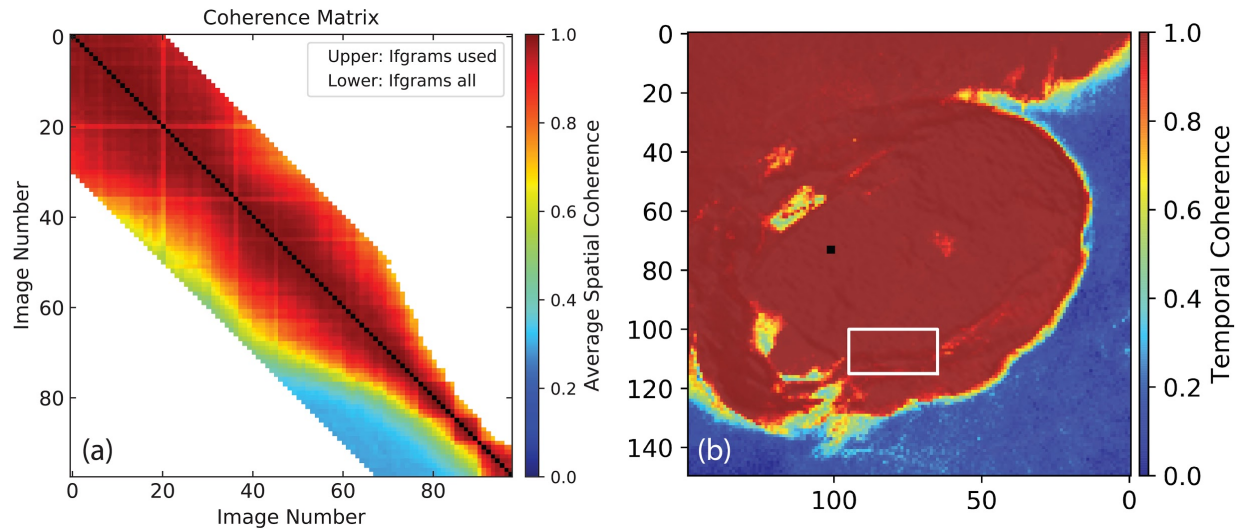 Coherence Matrix
Upper: Ifgrams used
Lower: Ifgrams all
0
20
40
60
80
Image Number
0 20 40 60 80
Image Number
(a)
1.0
0.8
0.6
0.4
0.2
0.0
Average Spatial Coherence
0
20
40
60
80
100
120
140
100 50 0
(b)
1.0
0.8
0.6
0.4
0.2
0.0
Temporal Coherence